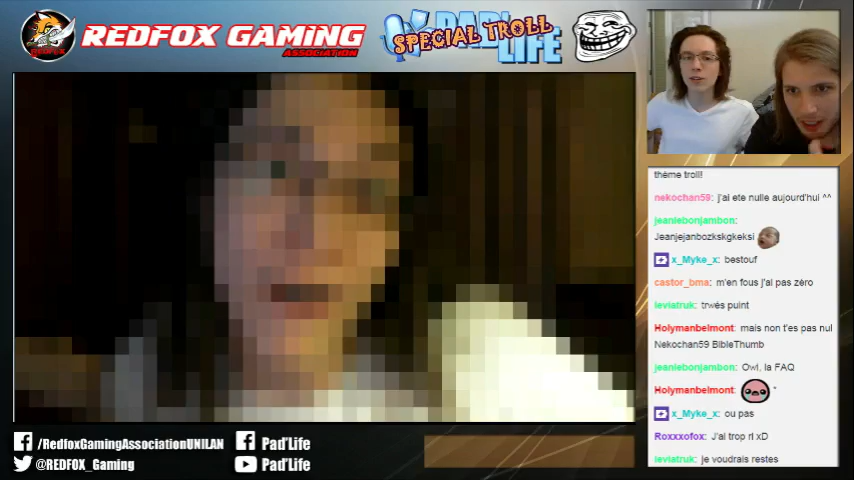 REDFOX GAMING
ASSOCIATION
REDFOX
PAD'LIFE
SPECIAL TROLL
thème troll!
nekochan59: j'ai ete nulle aujourd'hui ^^
jeanlebonjambon:
Jeanjejanbozkskgkeksi
x_Myke_x: bestouf
castor_bma: m'en fous j'ai pas zéro
leviatruk: trwès puint
Holymanbelmont: mais non t'es pas nul
Nekochan59 BibleThumb
jeanlebonjambon: Owi, la FAQ
Holymanbelmont: "
x_Myke_x: ou pas
Roxxxofox: J'ai trop ri xD
leviatruk: je voudrais restes
/RedfoxGamingAssociationUNILAN
Pad'Life
@REDFOX_Gaming
Pad'Life